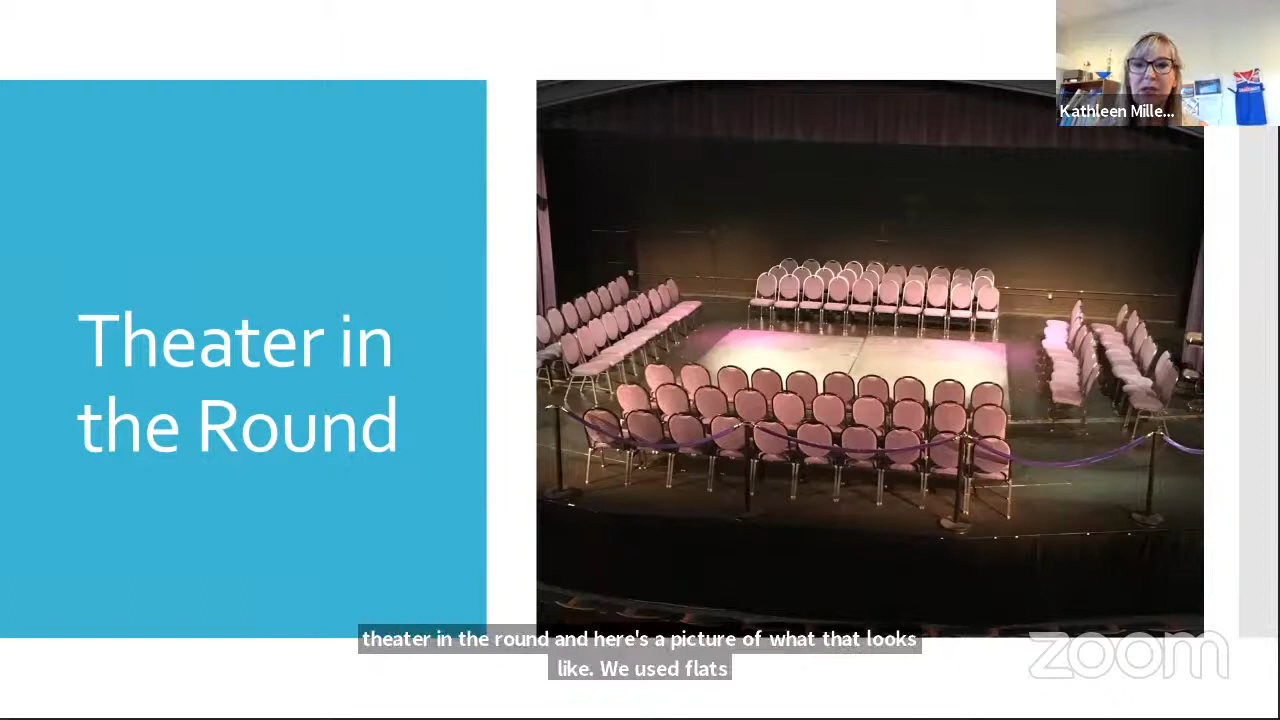 Kathleen Mille...
Theater in
the Round
theater in the round and here's a picture of what that looks
like. We used flats
zoom